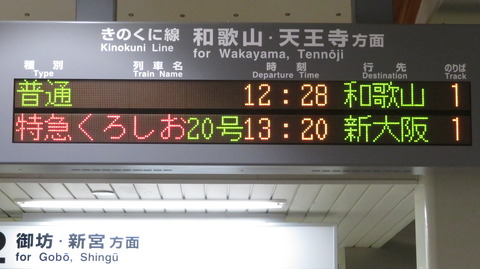 きのくに線 和歌山・天王寺方面
Kinokuni Line for Wakayama, Tennōji
種別 列車名 時刻 行先 のりば
Type Train Name Departure Time Destination Track
普通 12:28 和歌山 1
特急くろしお20号13:20 新大阪 1
2 御坊・新宮方面
for Gobō, Shingū